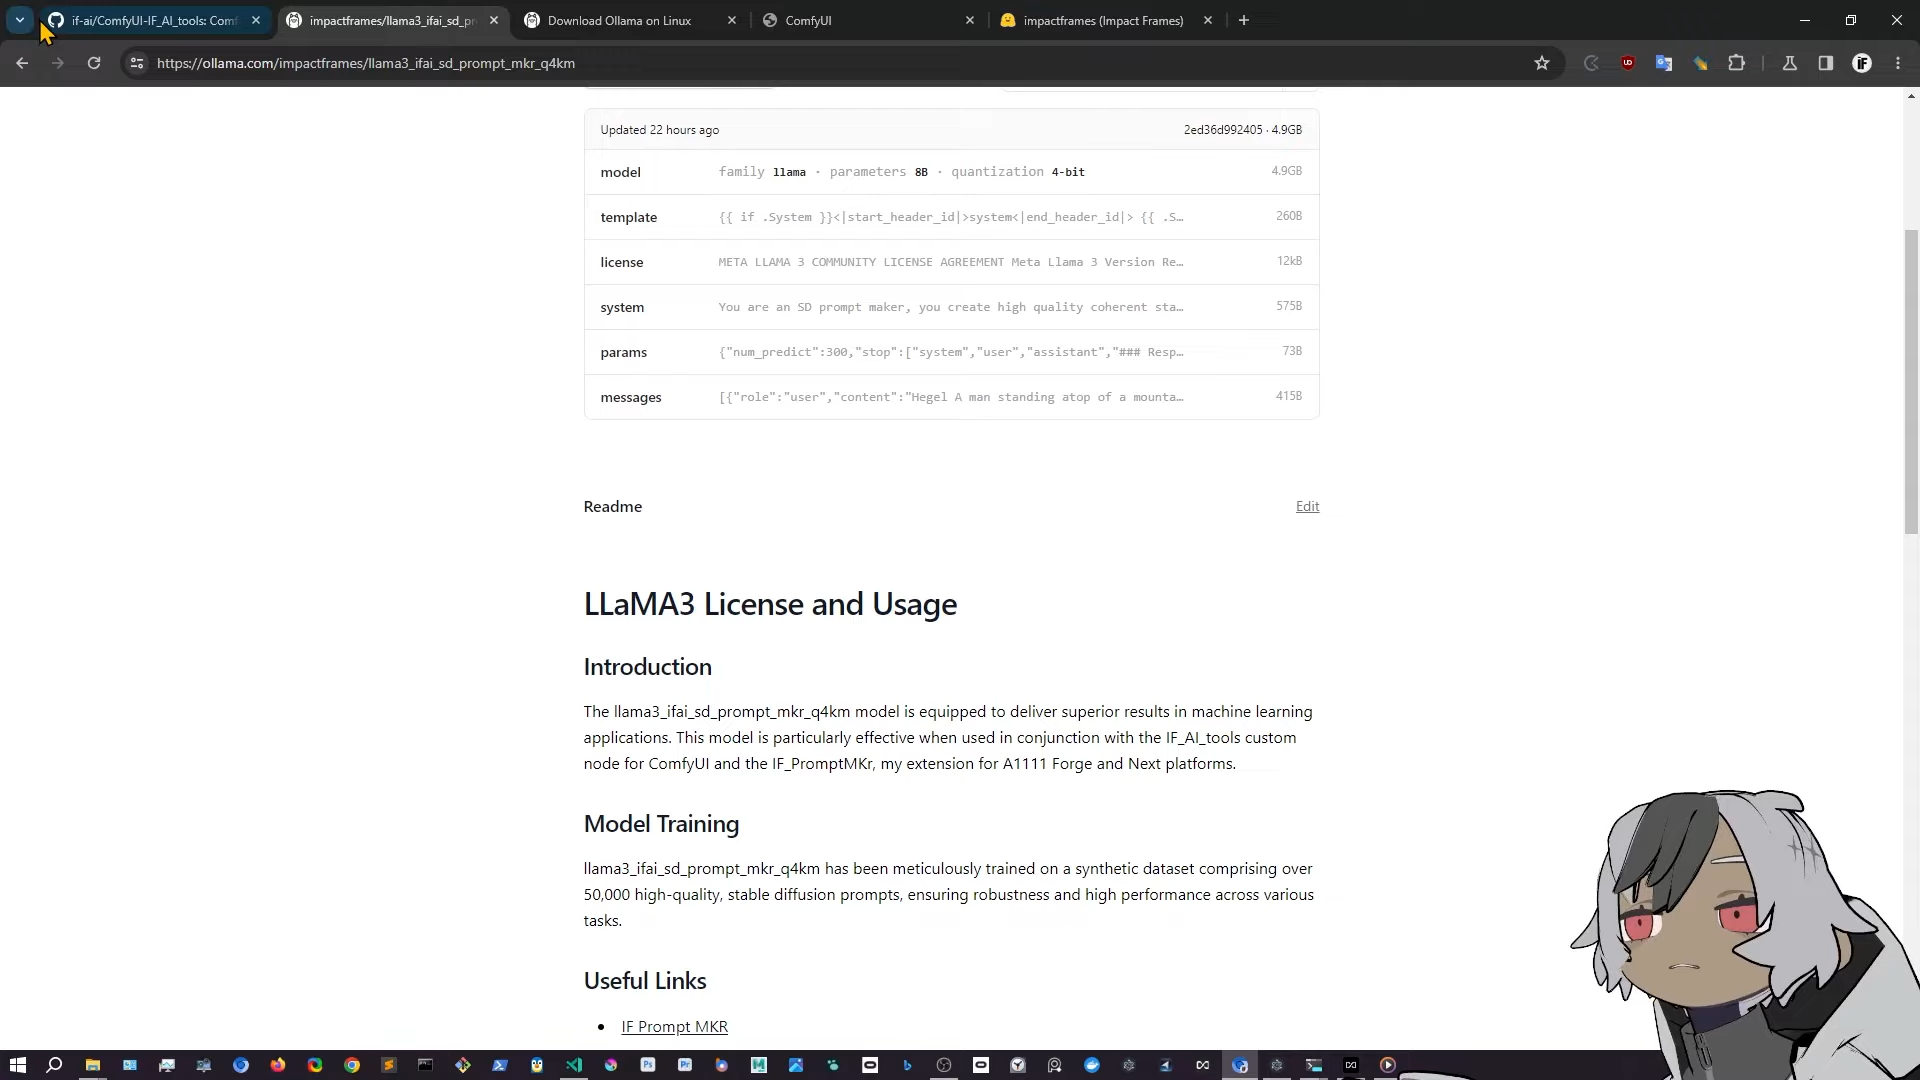 if-ai/ComfyUI-IF_AI_tools: Comf
impactframes/llama3_ifai_sd_pr
Download Ollama on Linux
ComfyUI
impactframes (Impact Frames)
https://ollama.com/impactframes/llama3_ifai_sd_prompt_mkr_q4km
Updated 22 hours ago
2ed36d992405 · 4.9GB
model family llama · parameters 8B · quantization 4-bit 4.9GB
template {{ if .System }}<|start_header_id|>system<|end_header_id|> {{ .S… 260B
license META LLAMA 3 COMMUNITY LICENSE AGREEMENT Meta Llama 3 Version Re… 12kB
system You are an SD prompt maker, you create high quality coherent sta… 575B
params {"num_predict":300,"stop":["system","user","assistant","### Resp… 73B
messages [{"role":"user","content":"Hegel A man standing atop of a mounta… 415B
Readme
Edit
LLaMA3 License and Usage
Introduction
The llama3_ifai_sd_prompt_mkr_q4km model is equipped to deliver superior results in machine learning
applications. This model is particularly effective when used in conjunction with the IF_AI_tools custom
node for ComfyUI and the IF_PromptMKr, my extension for A1111 Forge and Next platforms.
Model Training
llama3_ifai_sd_prompt_mkr_q4km has been meticulously trained on a synthetic dataset comprising over
50,000 high-quality, stable diffusion prompts, ensuring robustness and high performance across various
tasks.
Useful Links
• IF Prompt MKR